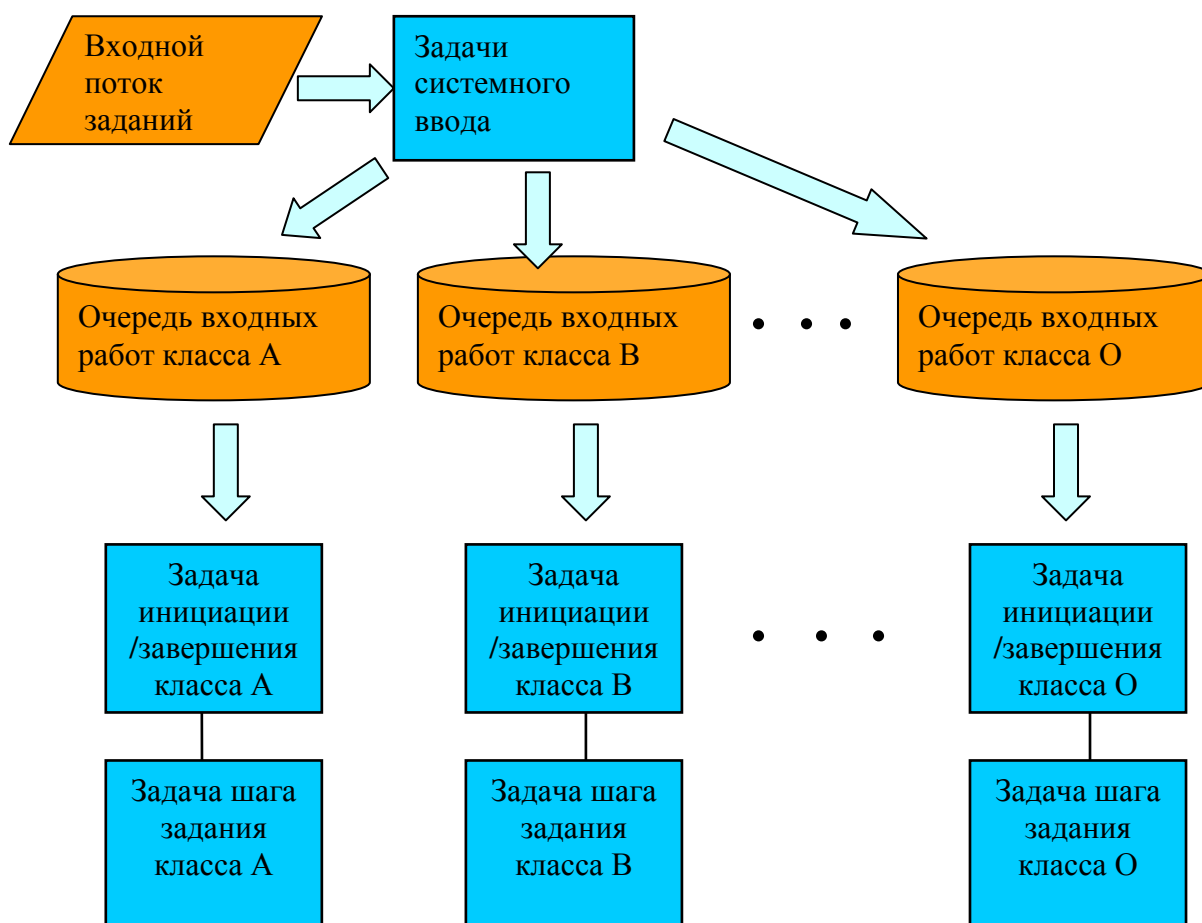 Входной
поток
заданий
Задачи
системного
ввода
Очередь входных
работ класса А
Очередь входных
работ класса В
Очередь входных
работ класса О
Задача
инициации
/завершения
класса А
Задача
инициации
/завершения
класса В
Задача
инициации
/завершения
класса О
Задача шага
задания
класса А
Задача шага
задания
класса В
Задача шага
задания
класса О